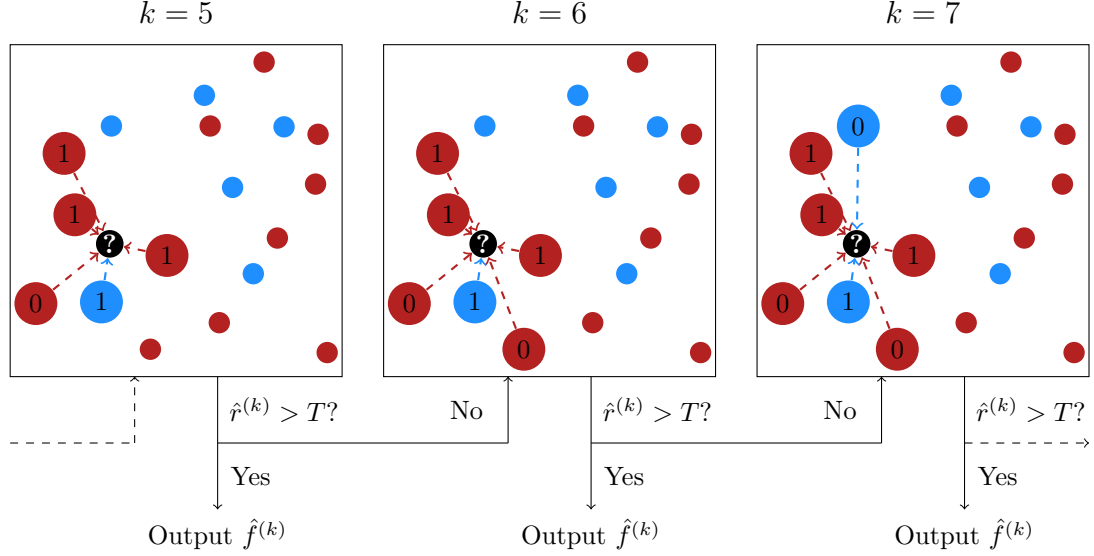 k = 5
k = 6
k = 7
1
1
?
1
0
1
1
1
?
1
0
1
0
0
1
1
?
1
0
1
0
r̂^(k) > T?
No
r̂^(k) > T?
No
r̂^(k) > T?
Yes
Yes
Yes
Output f̂^(k)
Output f̂^(k)
Output f̂^(k)